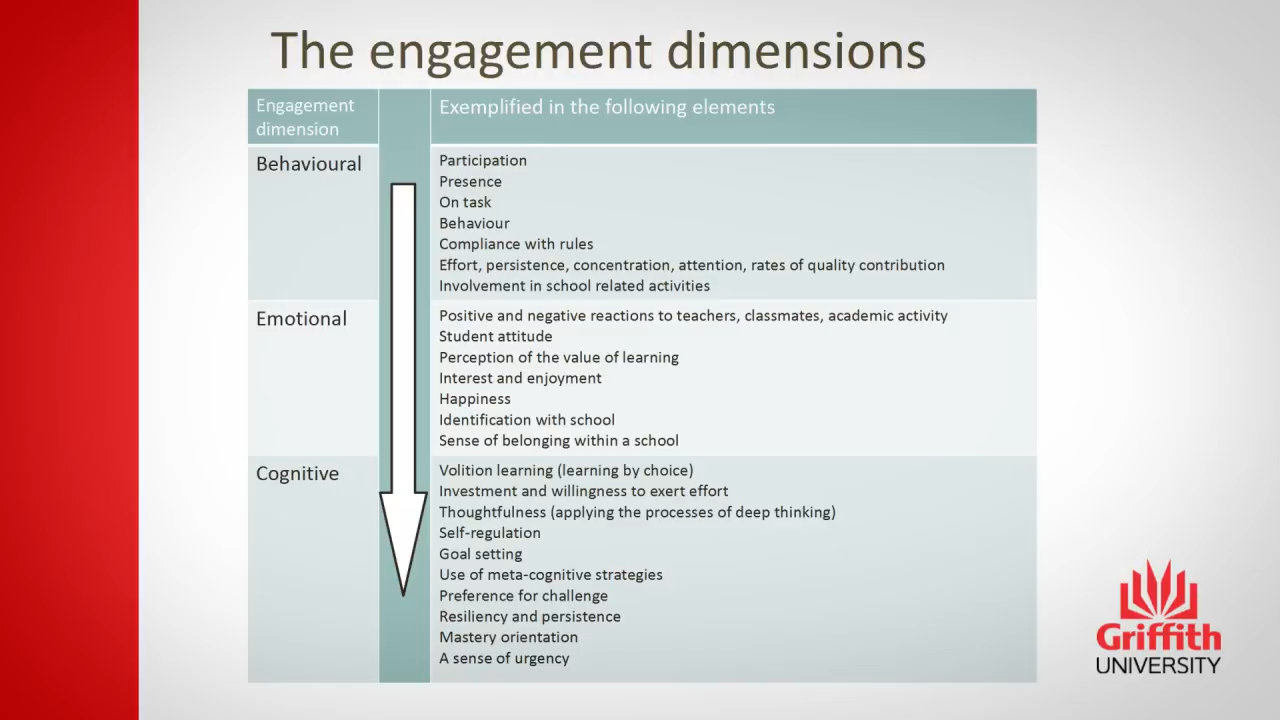 The engagement dimensions
Engagement
dimension
Exemplified in the following elements
Behavioural
Participation
Presence
On task
Behaviour
Compliance with rules
Effort, persistence, concentration, attention, rates of quality contribution
Involvement in school related activities
Emotional
Positive and negative reactions to teachers, classmates, academic activity
Student attitude
Perception of the value of learning
Interest and enjoyment
Happiness
Identification with school
Sense of belonging within a school
Cognitive
Volition learning (learning by choice)
Investment and willingness to exert effort
Thoughtfulness (applying the processes of deep thinking)
Self-regulation
Goal setting
Use of meta-cognitive strategies
Preference for challenge
Resiliency and persistence
Mastery orientation
A sense of urgency
Griffith
UNIVERSITY